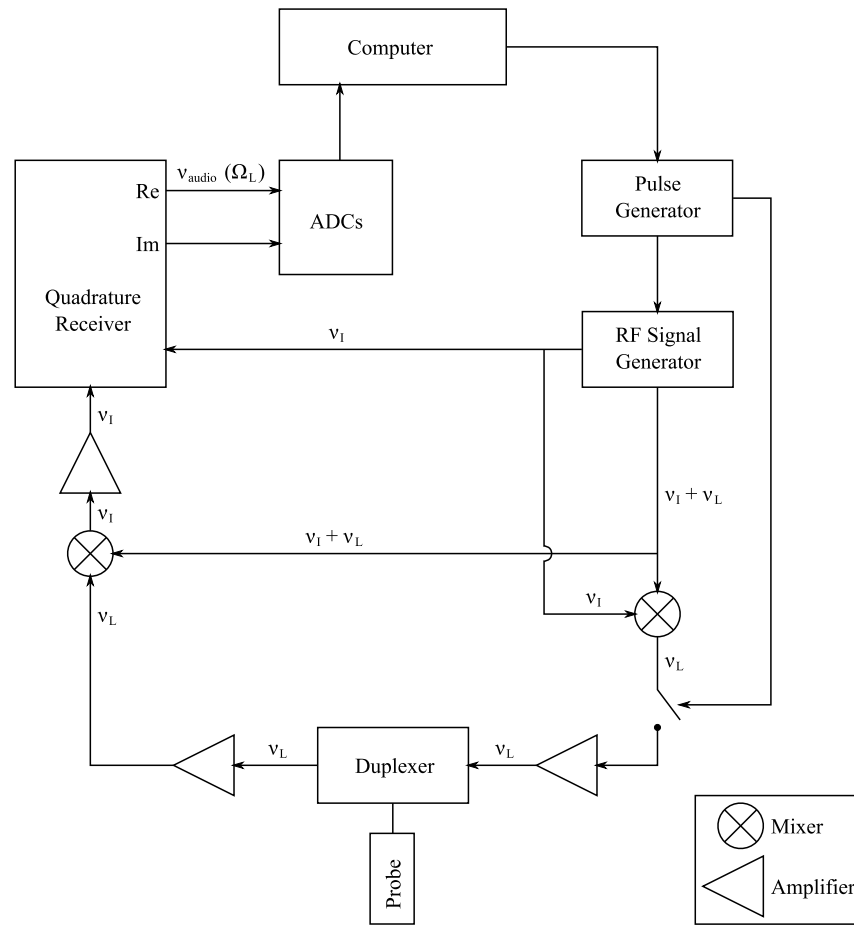 Computer
Pulse
Generator
ν_audio (Ω_L)
Re
ADCs
Im
Quadrature
Receiver
RF Signal
Generator
ν_I
ν_I
ν_I
ν_I + ν_L
ν_I + ν_L
ν_I
ν_L
ν_L
ν_L
ν_L
Duplexer
Probe
Mixer
Amplifier